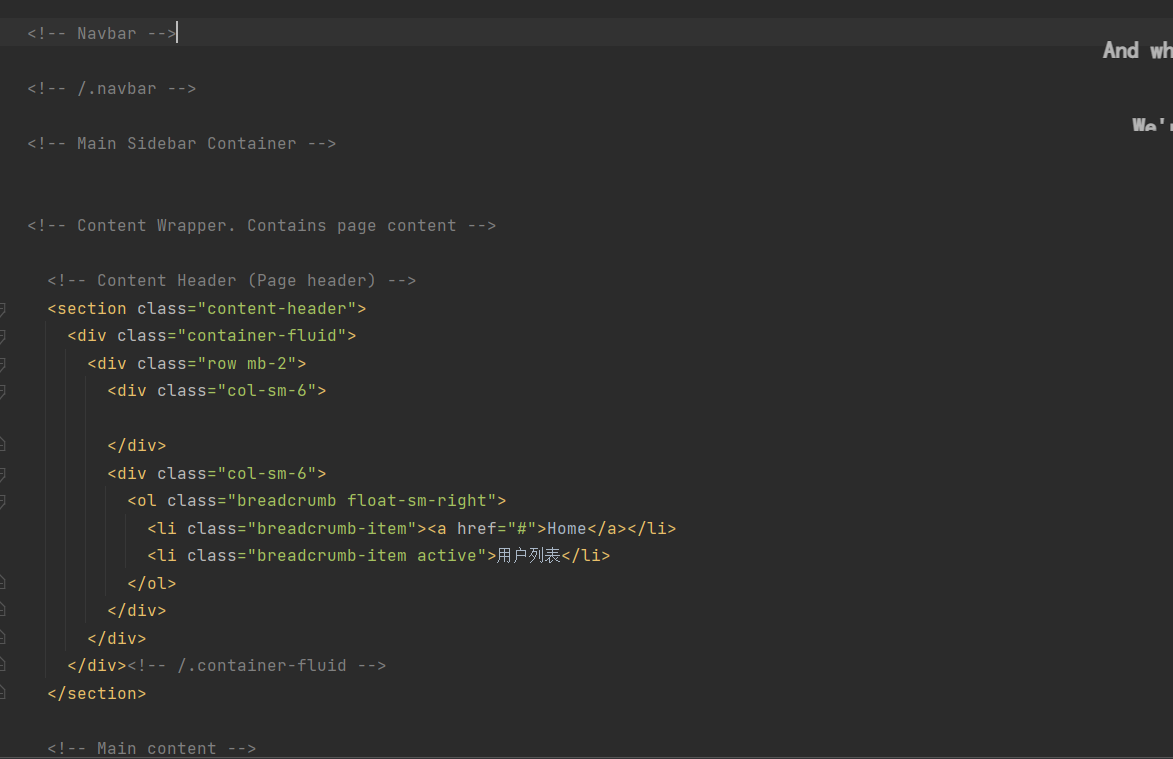 <!-- Navbar -->
And wh
<!-- /.navbar -->
We'r
<!-- Main Sidebar Container -->
<!-- Content Wrapper. Contains page content -->
<!-- Content Header (Page header) -->
<section class="content-header">
<div class="container-fluid">
<div class="row mb-2">
<div class="col-sm-6">
</div>
<div class="col-sm-6">
<ol class="breadcrumb float-sm-right">
<li class="breadcrumb-item"><a href="#">Home</a></li>
<li class="breadcrumb-item active">用户列表</li>
</ol>
</div>
</div>
</div><!-- /.container-fluid -->
</section>
<!-- Main content -->